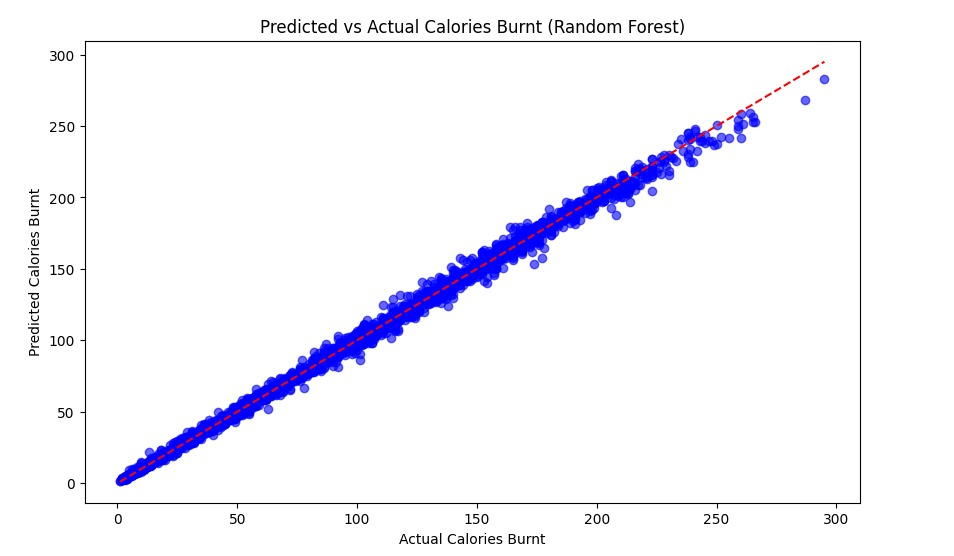 Predicted vs Actual Calories Burnt (Random Forest)
300
250
200
150
100
50
0
Predicted Calories Burnt
0 50 100 150 200 250 300
Actual Calories Burnt